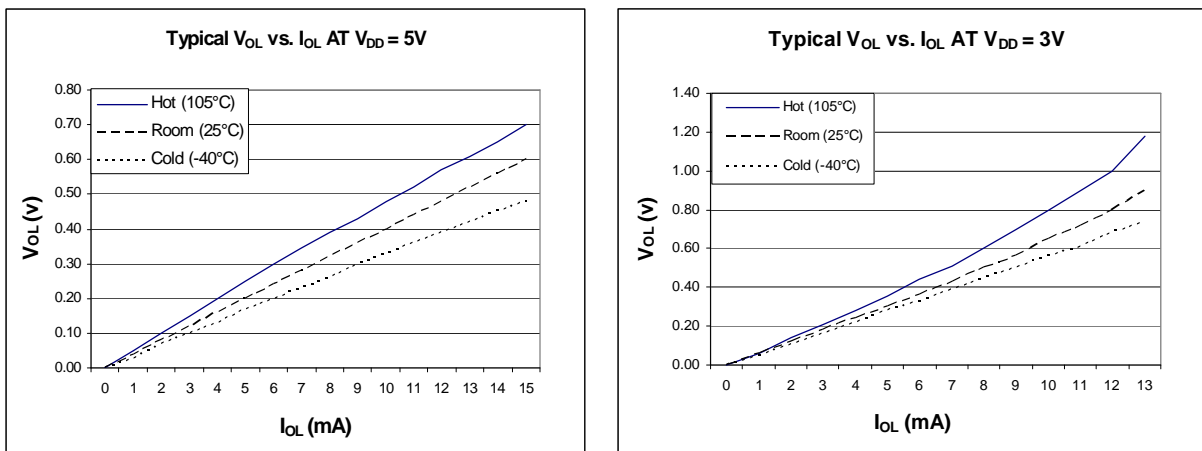 Typical VOL vs. IOL AT VDD = 5V
0.80
0.70
0.60
0.50
0.40
0.30
0.20
0.10
0.00
Hot (105°C)
Room (25°C)
Cold (-40°C)
VOL (v)
0 1 2 3 4 5 6 7 8 9 10 11 12 13 14 15
IOL (mA)
Typical VOL vs. IOL AT VDD = 3V
1.40
1.20
1.00
0.80
0.60
0.40
0.20
0.00
Hot (105°C)
Room (25°C)
Cold (-40°C)
VOL (v)
0 1 2 3 4 5 6 7 8 9 10 11 12 13
IOL (mA)